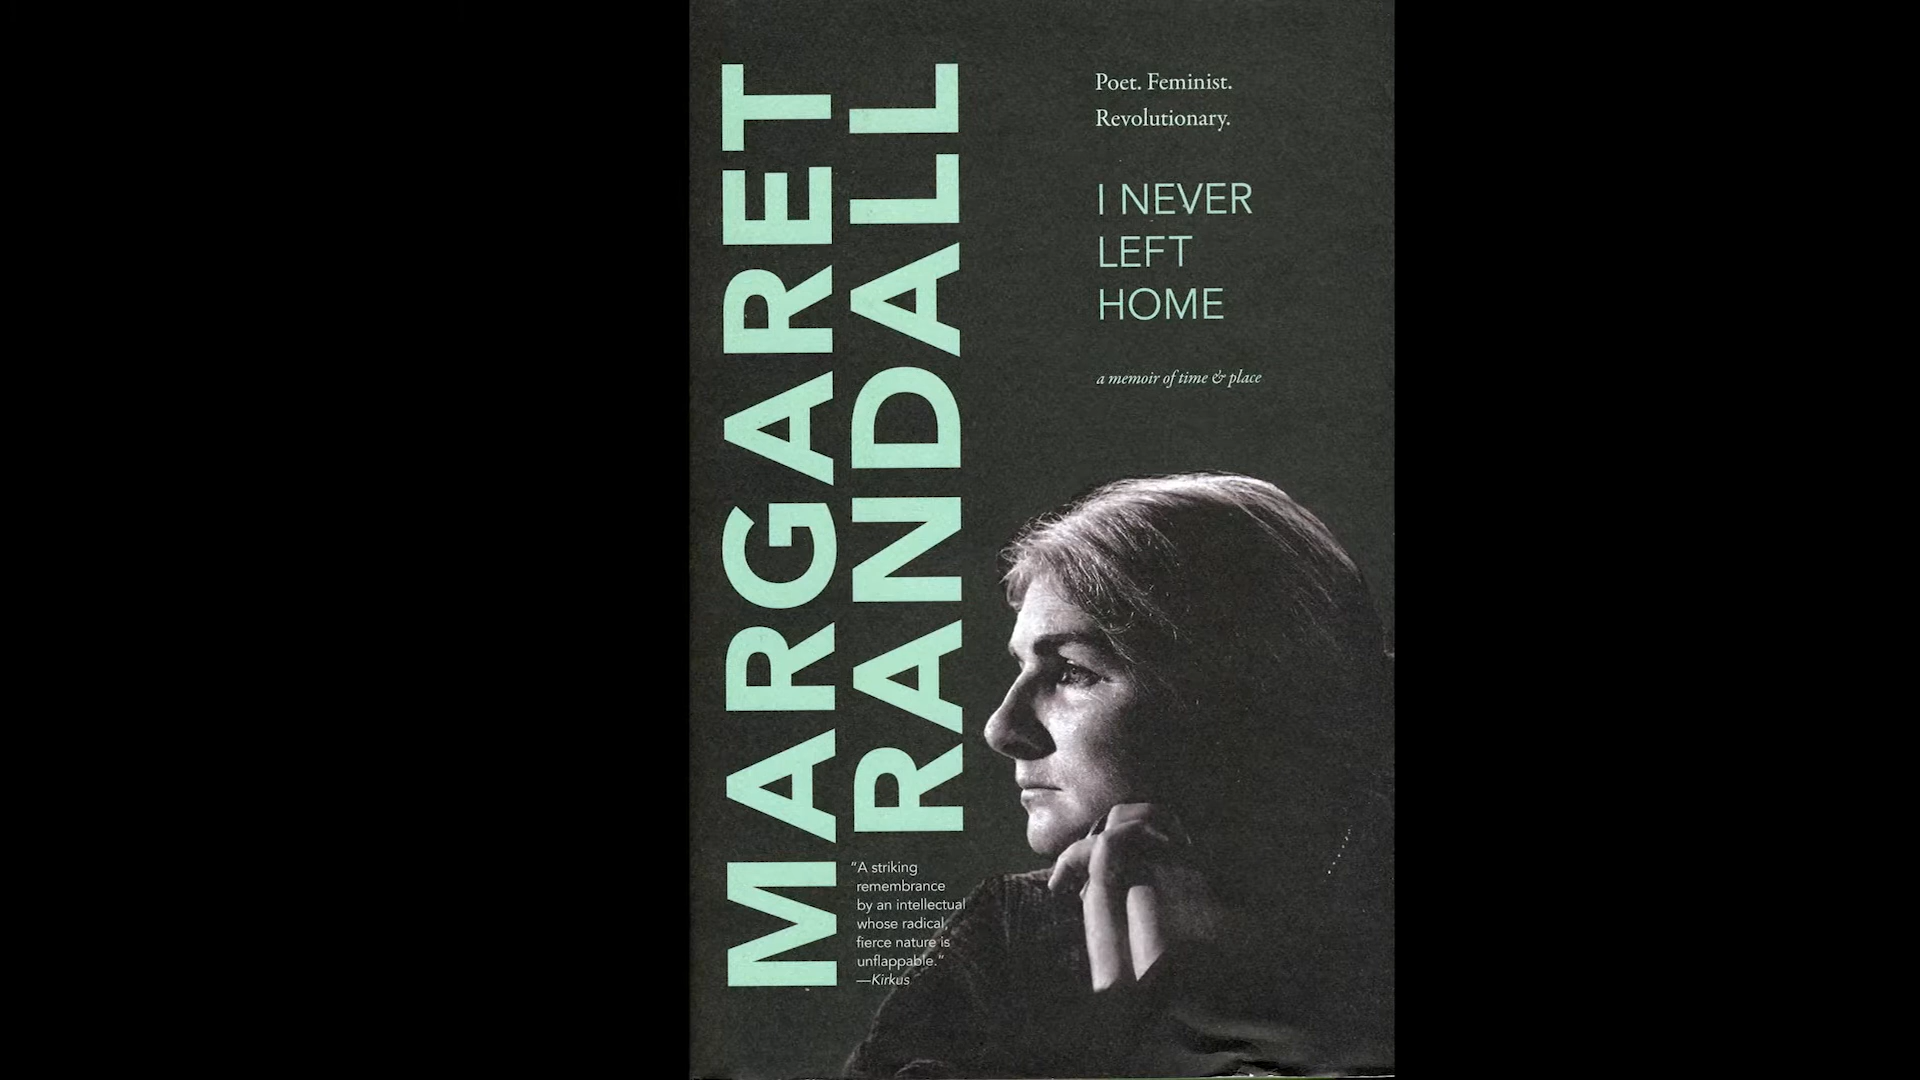 MARGARET
RANDALL
Poet. Feminist.
Revolutionary.
I NEVER
LEFT
HOME
a memoir of time & place
“A striking
remembrance
by an intellectual
whose radical,
fierce nature is
unflappable.”
—Kirkus